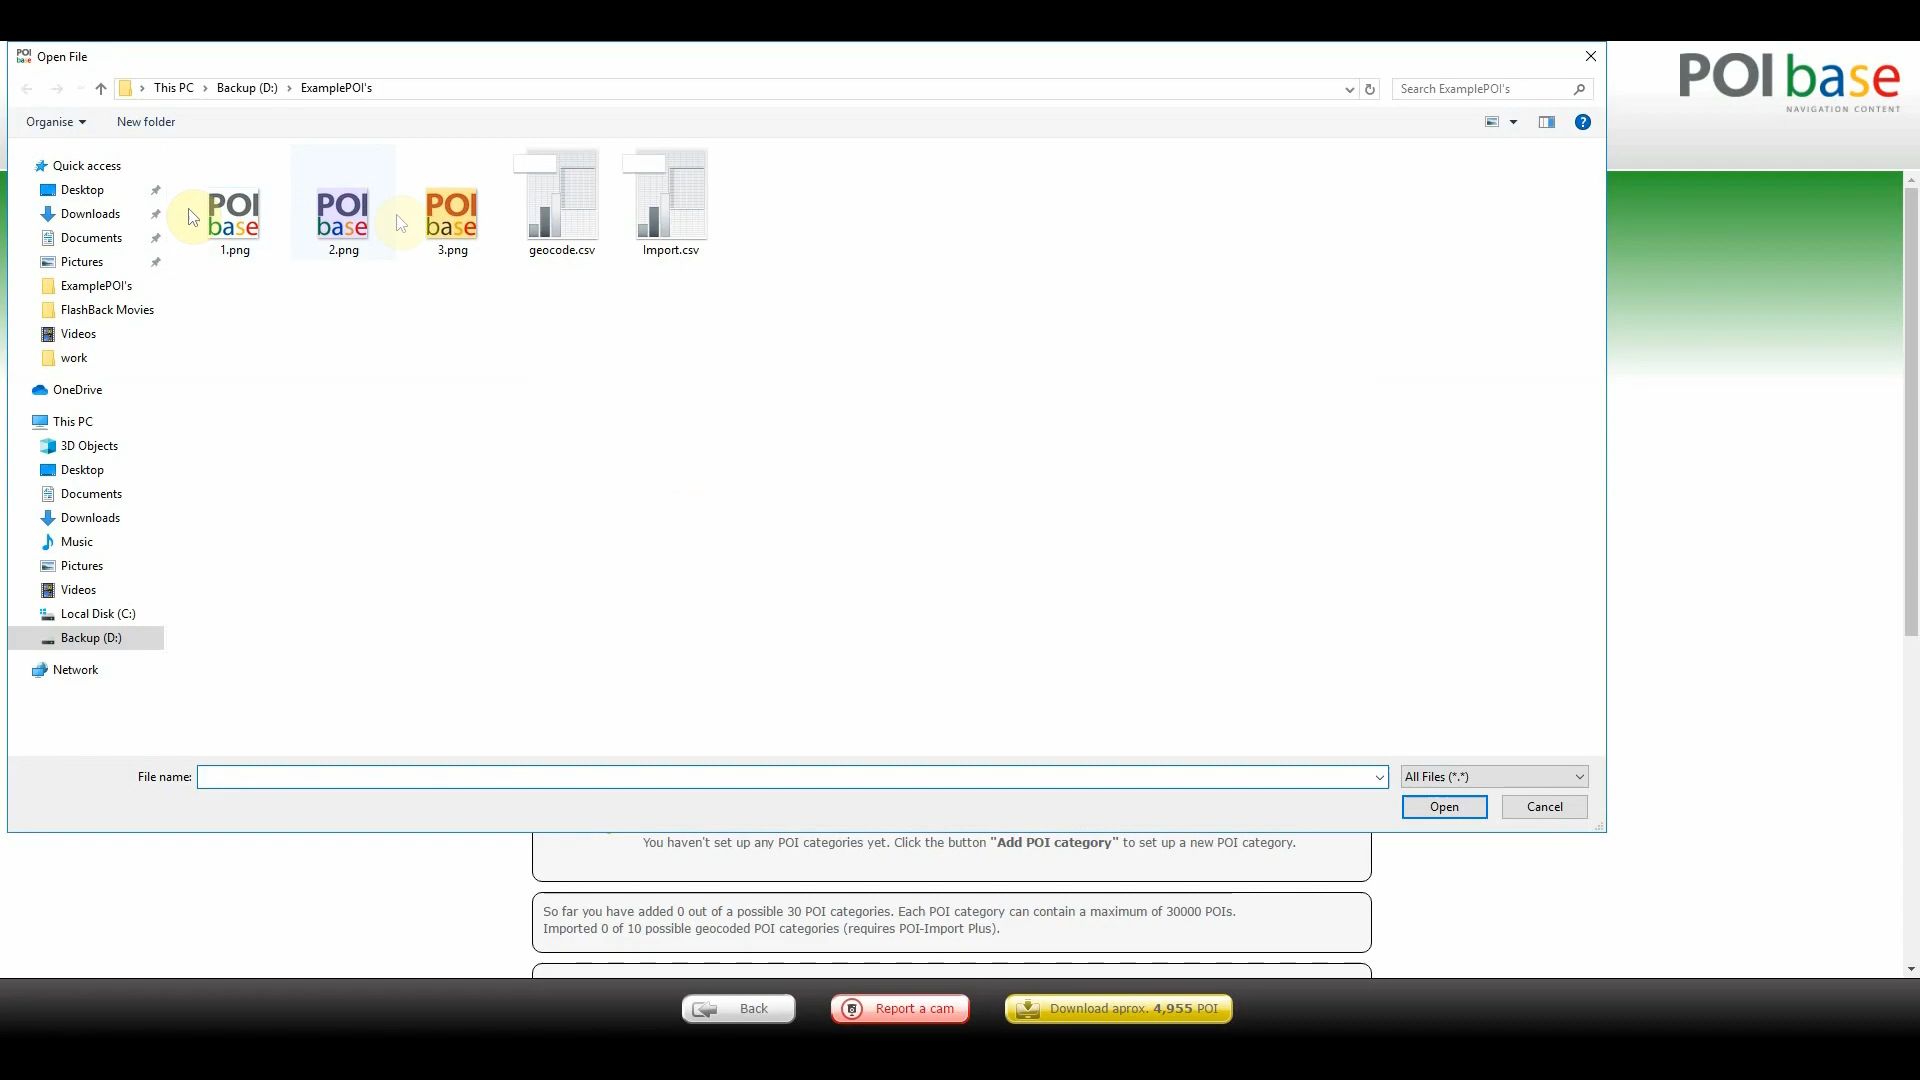 POI base Open File
This PC > Backup (D:) > ExamplePOI's
Search ExamplePOI's
POI base
NAVIGATION CONTENT
Organise New folder
?
Quick access
Desktop
Downloads
Documents
Pictures
ExamplePOI's
FlashBack Movies
Videos
work
OneDrive
This PC
3D Objects
Desktop
Documents
Downloads
Music
Pictures
Videos
Local Disk (C:)
Backup (D:)
Network
POI base
1.png
POI base
2.png
POI base
3.png
geocode.csv
Import.csv
File name:
All Files (*.*)
Open Cancel
You haven't set up any POI categories yet. Click the button "Add POI category" to set up a new POI category.
So far you have added 0 out of a possible 30 POI categories. Each POI category can contain a maximum of 30000 POIs.
Imported 0 of 10 possible geocoded POI categories (requires POI-Import Plus).
Back Report a cam Download aprox. 4,955 POI